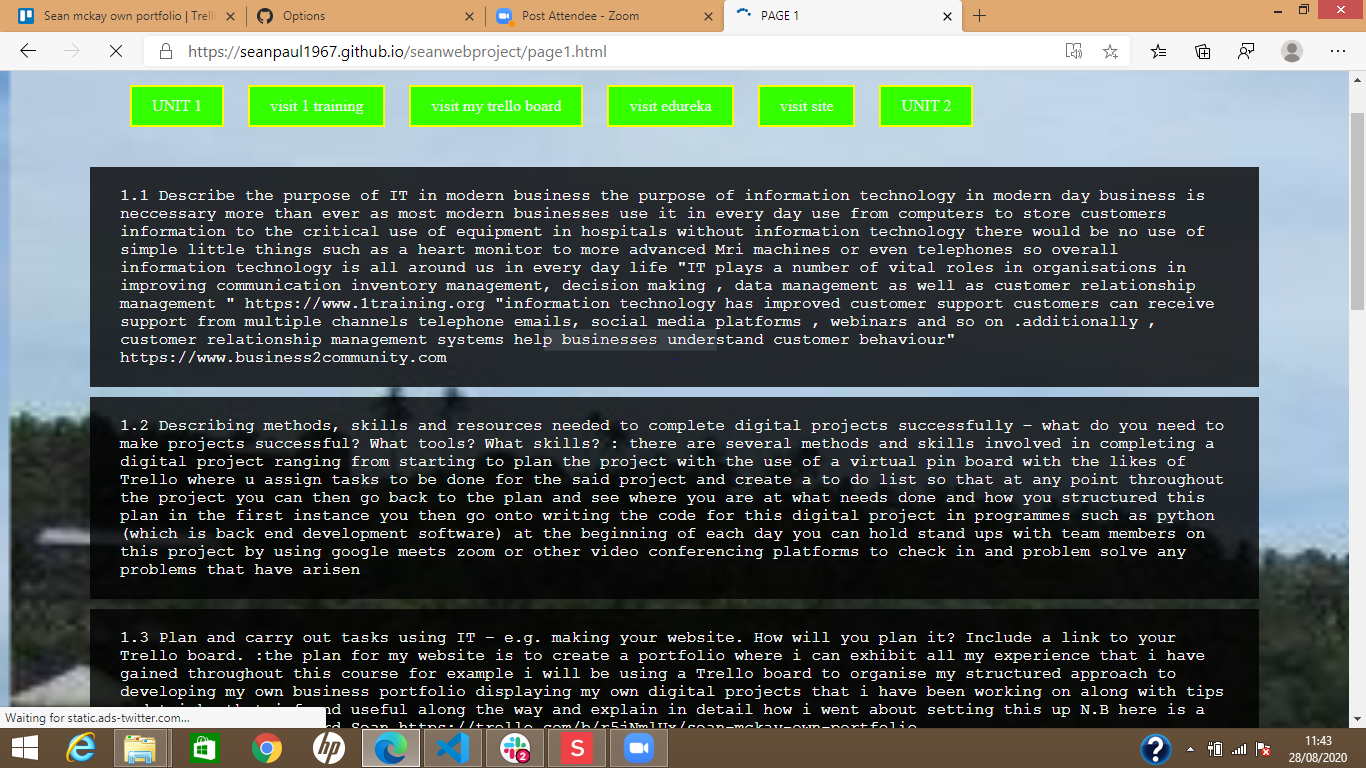 Sean mckay own portfolio | Trell
Options
Post Attendee - Zoom
PAGE 1
https://seanpaul1967.github.io/seanwebproject/page1.html
UNIT 1
visit 1 training
visit my trello board
visit edureka
visit site
UNIT 2
1.1 Describe the purpose of IT in modern business the purpose of information technology in modern day business is
neccessary more than ever as most modern businesses use it in every day use from computers to store customers
information to the critical use of equipment in hospitals without information technology there would be no use of
simple little things such as a heart monitor to more advanced Mri machines or even telephones so overall
information technology is all around us in every day life "IT plays a number of vital roles in organisations in
improving communication inventory management, decision making , data management as well as customer relationship
management " https://www.1training.org "information technology has improved customer support customers can receive
support from multiple channels telephone emails, social media platforms , webinars and so on .additionally ,
customer relationship management systems help businesses understand customer behaviour"
https://www.business2community.com
1.2 Describing methods, skills and resources needed to complete digital projects successfully – what do you need to
make projects successful? What tools? What skills? : there are several methods and skills involved in completing a
digital project ranging from starting to plan the project with the use of a virtual pin board with the likes of
Trello where u assign tasks to be done for the said project and create a to do list so that at any point throughout
the project you can then go back to the plan and see where you are at what needs done and how you structured this
plan in the first instance you then go onto writing the code for this digital project in programmes such as python
(which is back end development software) at the beginning of each day you can hold stand ups with team members on
this project by using google meets zoom or other video conferencing platforms to check in and problem solve any
problems that have arisen
1.3 Plan and carry out tasks using IT – e.g. making your website. How will you plan it? Include a link to your
Trello board. :the plan for my website is to create a portfolio where i can exhibit all my experience that i have
gained throughout this course for example i will be using a Trello board to organise my structured approach to
developing my own business portfolio displaying my own digital projects that i have been working on along with tips
useful along the way and explain in detail how i went about setting this up N.B here is a
Sean
Waiting for static.ads-twitter.com...
hp
2
S
?
11:43
28/08/2020